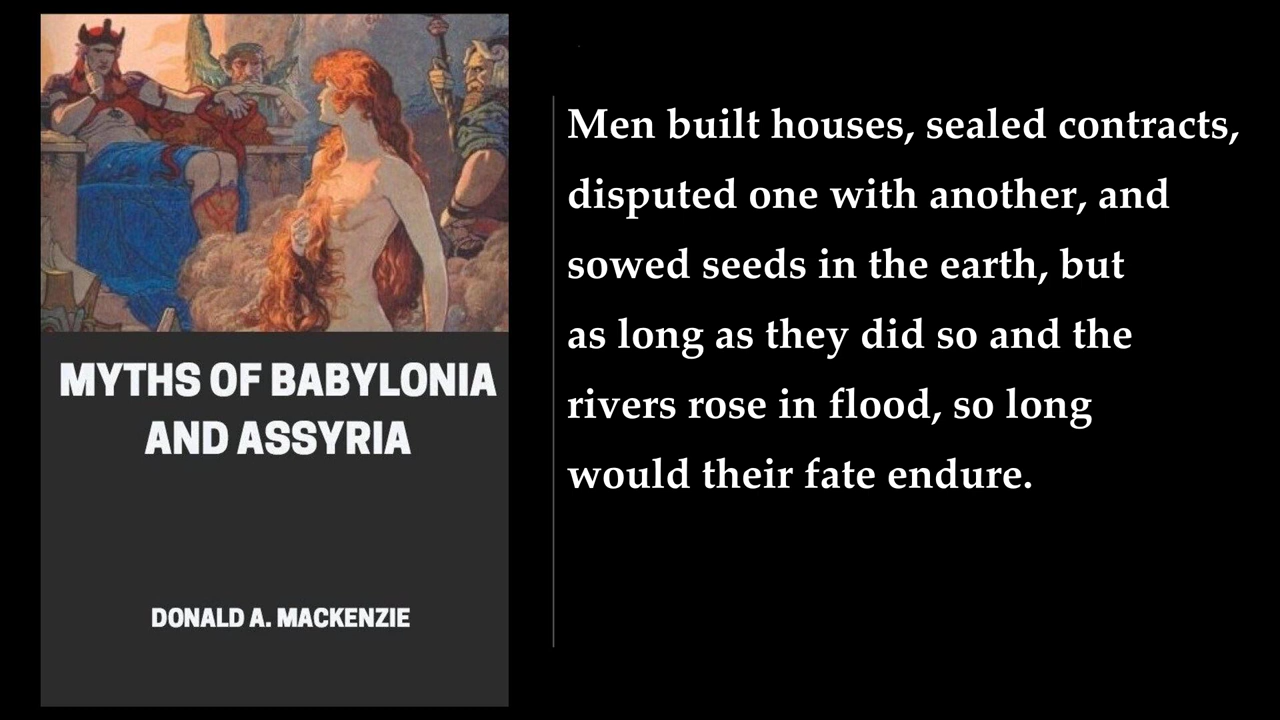 MYTHS OF BABYLONIA
AND ASSYRIA
DONALD A. MACKENZIE
Men built houses, sealed contracts,
disputed one with another, and
sowed seeds in the earth, but
as long as they did so and the
rivers rose in flood, so long
would their fate endure.